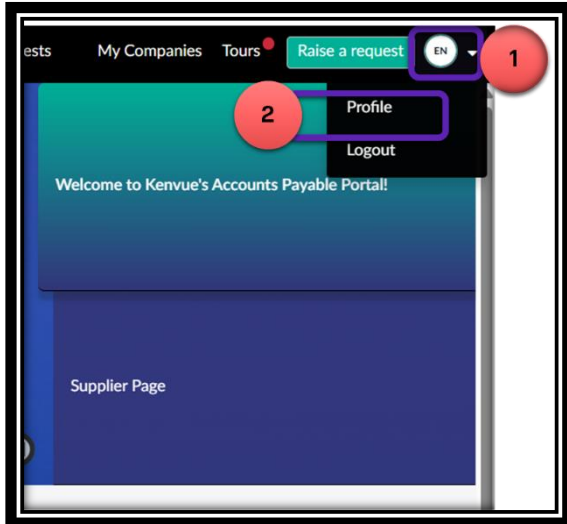 ests My Companies Tours Raise a request EN 1
2 Profile
Logout
Welcome to Kenvue's Accounts Payable Portal!
Supplier Page